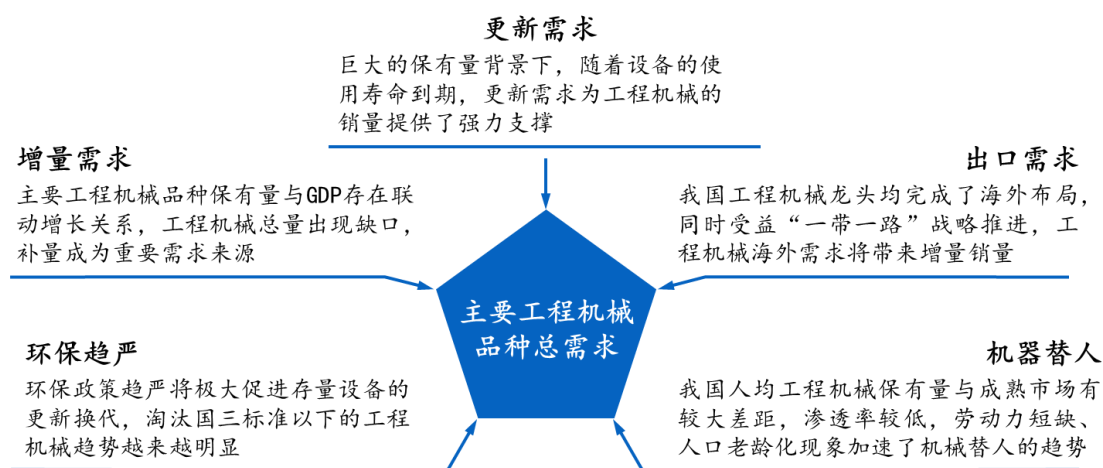 更新需求
巨大的保有量背景下，随着设备的使
用寿命到期，更新需求为工程机械的
销量提供了强力支撑
增量需求
主要工程机械品种保有量与GDP存在联
动增长关系，工程机械总量出现缺口，
补量成为重要需求来源
出口需求
我国工程机械龙头均完成了海外布局，
同时受益“一带一路”战略推进，工
程机械海外需求将带来增量销量
主要工程机械
品种总需求
环保趋严
环保政策趋严将极大促进存量设备的
更新换代，淘汰国三标准以下的工程
机械趋势越来越明显
机器替人
我国人均工程机械保有量与成熟市场有
较大差距，渗透率较低，劳动力短缺、
人口老龄化现象加速了机械替人的趋势